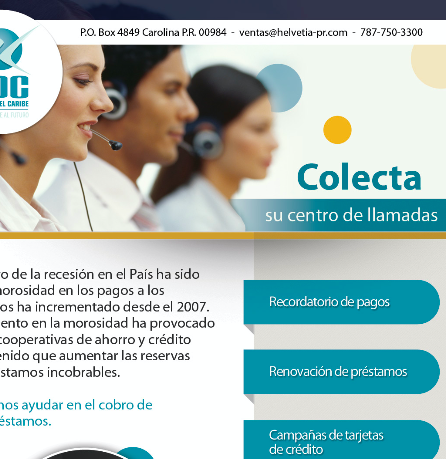 P.O. Box 4849 Carolina P.R. 00984 - ventas@helvetia-pr.com - 787-750-3300
DC
EL CARIBE
AL FUTURO
Colecta
su centro de llamadas
o de la recesión en el País ha sido
orosidad en los pagos a los
os ha incrementado desde el 2007.
ento en la morosidad ha provocado
cooperativas de ahorro y crédito
enido que aumentar las reservas
stamos incobrables.
nos ayudar en el cobro de
éstamos.
Recordatorio de pagos
Renovación de préstamos
Campañas de tarjetas
de crédito